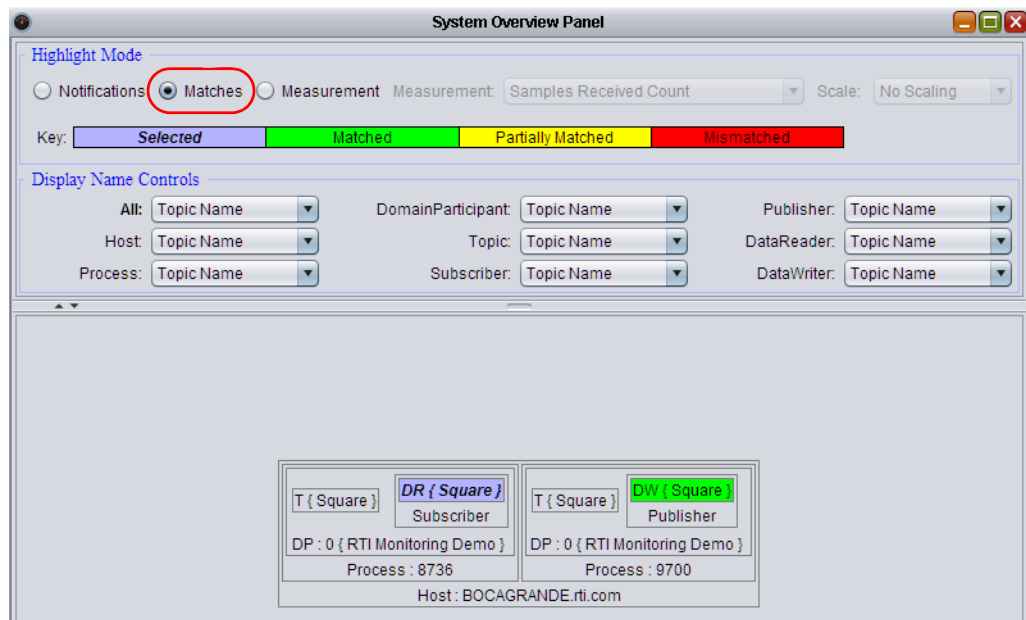 System Overview Panel
Highlight Mode
Notifications Matches Measurement Measurement: Samples Received Count Scale: No Scaling
Key: Selected Matched Partially Matched Mismatched
Display Name Controls
All: Topic Name DomainParticipant: Topic Name Publisher: Topic Name
Host: Topic Name Topic: Topic Name DataReader: Topic Name
Process: Topic Name Subscriber: Topic Name DataWriter: Topic Name
T { Square } DR { Square } T { Square } DW { Square }
Subscriber Publisher
DP : 0 { RTI Monitoring Demo } DP : 0 { RTI Monitoring Demo }
Process : 8736 Process : 9700
Host : BOCAGRANDE.rti.com